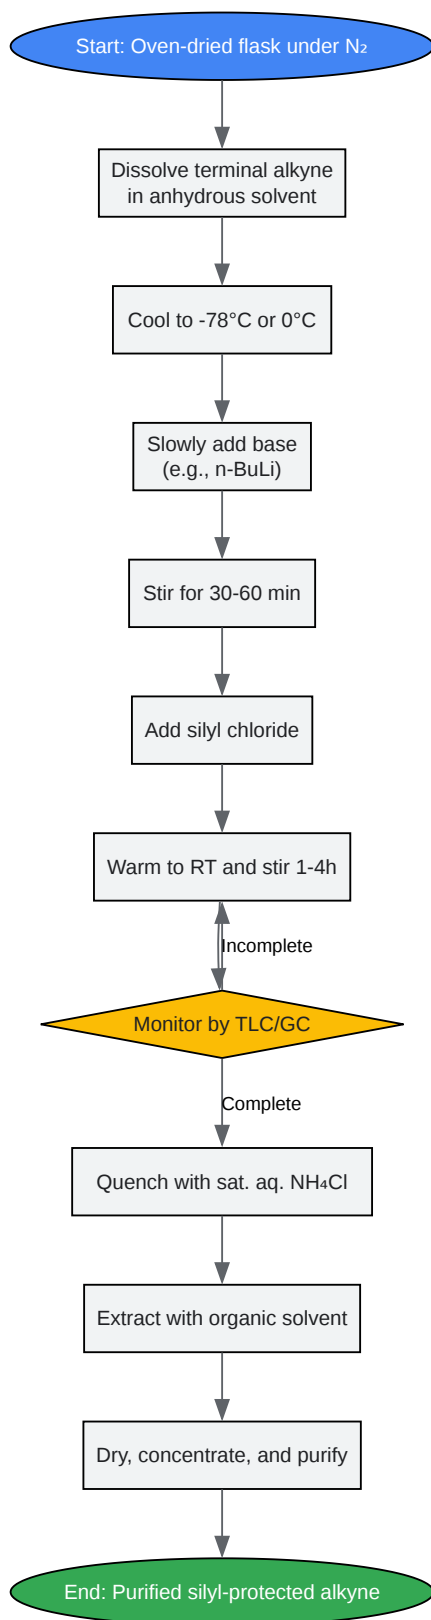 Start: Oven-dried flask under N₂
Dissolve terminal alkyne
in anhydrous solvent
Cool to -78°C or 0°C
Slowly add base
(e.g., n-BuLi)
Stir for 30-60 min
Add silyl chloride
Warm to RT and stir 1-4h
Incomplete
Monitor by TLC/GC
Complete
Quench with sat. aq. NH₄Cl
Extract with organic solvent
Dry, concentrate, and purify
End: Purified silyl-protected alkyne